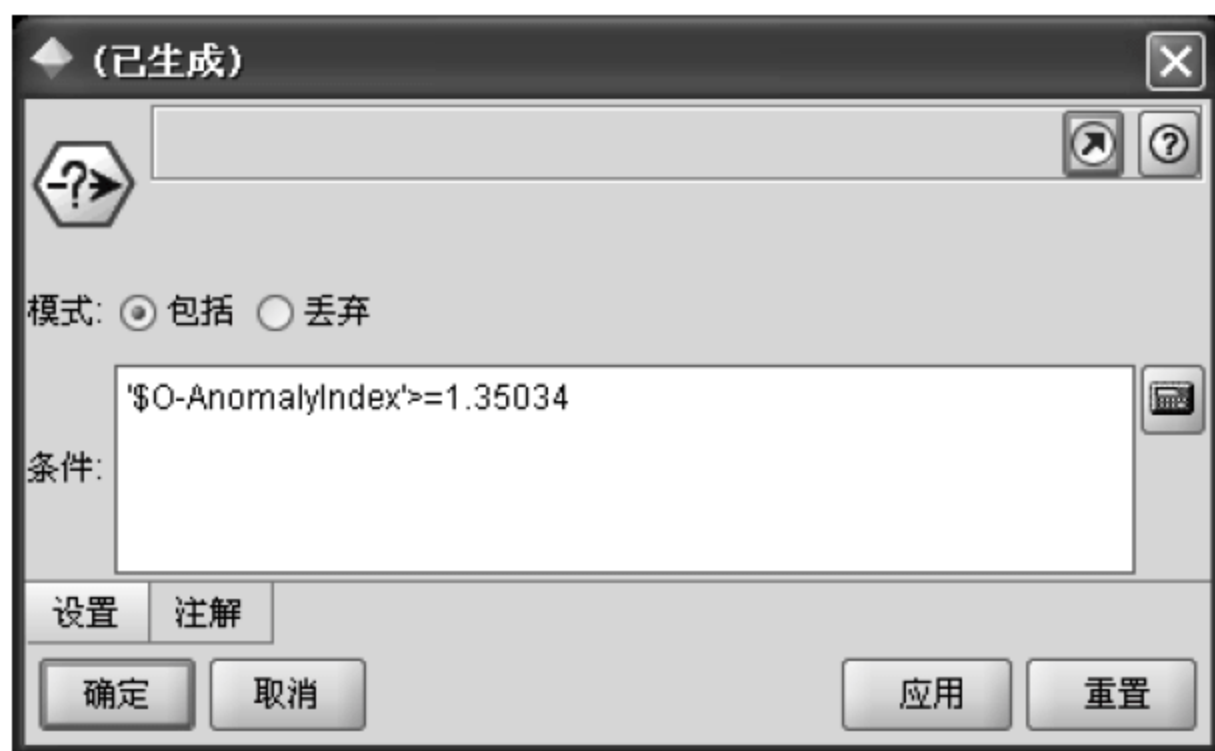 (已生成)
模式: 包括 丢弃
'$O-AnomalyIndex'>=1.35034
条件:
设置 注解
确定 取消 应用 重置